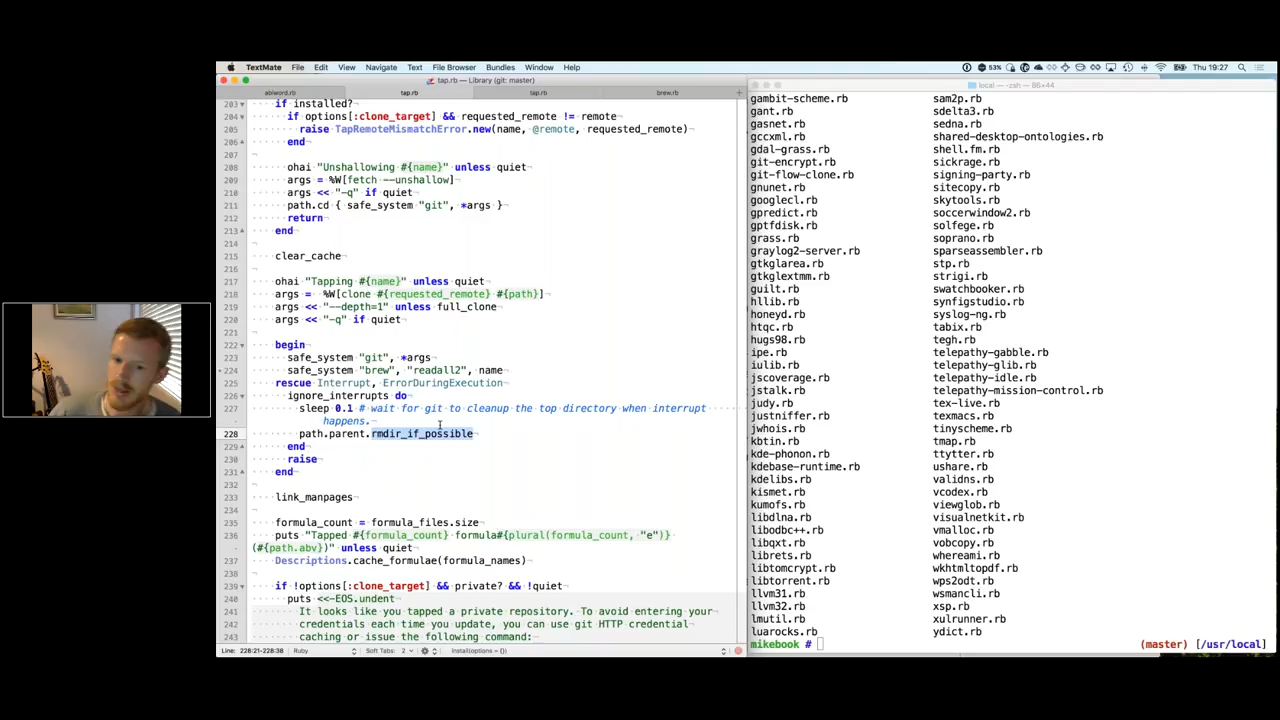 TextMate File Edit View Navigate Text File Browser Bundles Window Help 53% Thu 19:27
tap.rb — Library (git: master)
abiword.rb tap.rb tap.rb brew.rb +
203 if installed?
204 if options[:clone_target] && requested_remote != remote
205 raise TapRemoteMismatchError.new(name, @remote, requested_remote)
206 end
207
208 ohai "Unshallowing #{name}" unless quiet
209 args = %W[fetch --unshallow]
210 args << "-q" if quiet
211 path.cd { safe_system "git", *args }
212 return
213 end
214
215 clear_cache
216
217 ohai "Tapping #{name}" unless quiet
218 args = %W[clone #{requested_remote} #{path}]
219 args << "--depth=1" unless full_clone
220 args << "-q" if quiet
221
222 begin
223 safe_system "git", *args
224 safe_system "brew", "readall2", name
225 rescue Interrupt, ErrorDuringExecution
226 ignore_interrupts do
227 sleep 0.1 # wait for git to cleanup the top directory when interrupt
happens.
228 path.parent.rmdir_if_possible
229 end
230 raise
231 end
232
233 link_manpages
234
235 formula_count = formula_files.size
236 puts "Tapped #{formula_count} formula#{plural(formula_count, "e")}
(#{path.abv})" unless quiet
237 Descriptions.cache_formulae(formula_names)
238
239 if !options[:clone_target] && private? && !quiet
240 puts <<-EOS.undent
241 It looks like you tapped a private repository. To avoid entering your
242 credentials each time you update, you can use git HTTP credential
243 caching or issue the following command:
Line: 228:21-228:38 Ruby Soft Tabs: 2 install(options = {})
local — -zsh — 86×44
gambit-scheme.rb sam2p.rb
gant.rb sdelta3.rb
gasnet.rb sedna.rb
gccxml.rb shared-desktop-ontologies.rb
gdal-grass.rb shell.fm.rb
git-encrypt.rb sickrage.rb
git-flow-clone.rb signing-party.rb
gnunet.rb sitecopy.rb
googlecl.rb skytools.rb
gpredict.rb soccerwindow2.rb
gptfdisk.rb solfege.rb
grass.rb soprano.rb
graylog2-server.rb sparseassembler.rb
gtkglarea.rb stp.rb
gtkglextmm.rb strigi.rb
guilt.rb swatchbooker.rb
hllib.rb synfigstudio.rb
honeyd.rb syslog-ng.rb
htqc.rb tabix.rb
hugs98.rb tegh.rb
ipe.rb telepathy-gabble.rb
iulib.rb telepathy-glib.rb
jscoverage.rb telepathy-idle.rb
jstalk.rb telepathy-mission-control.rb
judy.rb tex-live.rb
justniffer.rb texmacs.rb
jwhois.rb tinyscheme.rb
kbtin.rb tmap.rb
kde-phonon.rb ttytter.rb
kdebase-runtime.rb ushare.rb
kdelibs.rb validns.rb
kismet.rb vcodex.rb
kumofs.rb viewglob.rb
libdlna.rb visualnetkit.rb
libodbc++.rb vmalloc.rb
libqxt.rb vobcopy.rb
librets.rb whereami.rb
libtomcrypt.rb wkhtmltopdf.rb
libtorrent.rb wps2odt.rb
llvm31.rb wsmancli.rb
llvm32.rb xsp.rb
lmutil.rb xulrunner.rb
luarocks.rb ydict.rb
mikebook # (master) [/usr/local]